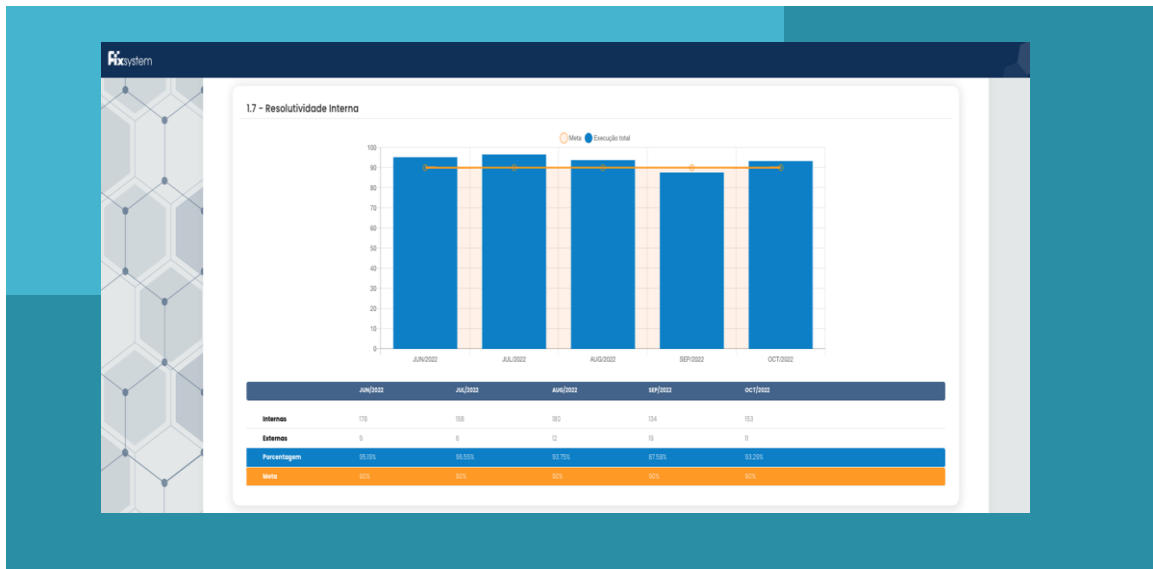 Fixsystem
1.7 - Resolutividade Interna
Meta Execução total
100
90
80
70
60
50
40
30
20
10
0
JUN/2022 JUL/2022 AUG/2022 SEP/2022 OCT/2022
JUN/2022 JUL/2022 AUG/2022 SEP/2022 OCT/2022
Internas 178 168 180 134 153
Externas 9 6 12 19 11
Porcentagem 95.19% 96.55% 93.75% 87.58% 93.29%
Meta 90% 90% 90% 90% 90%